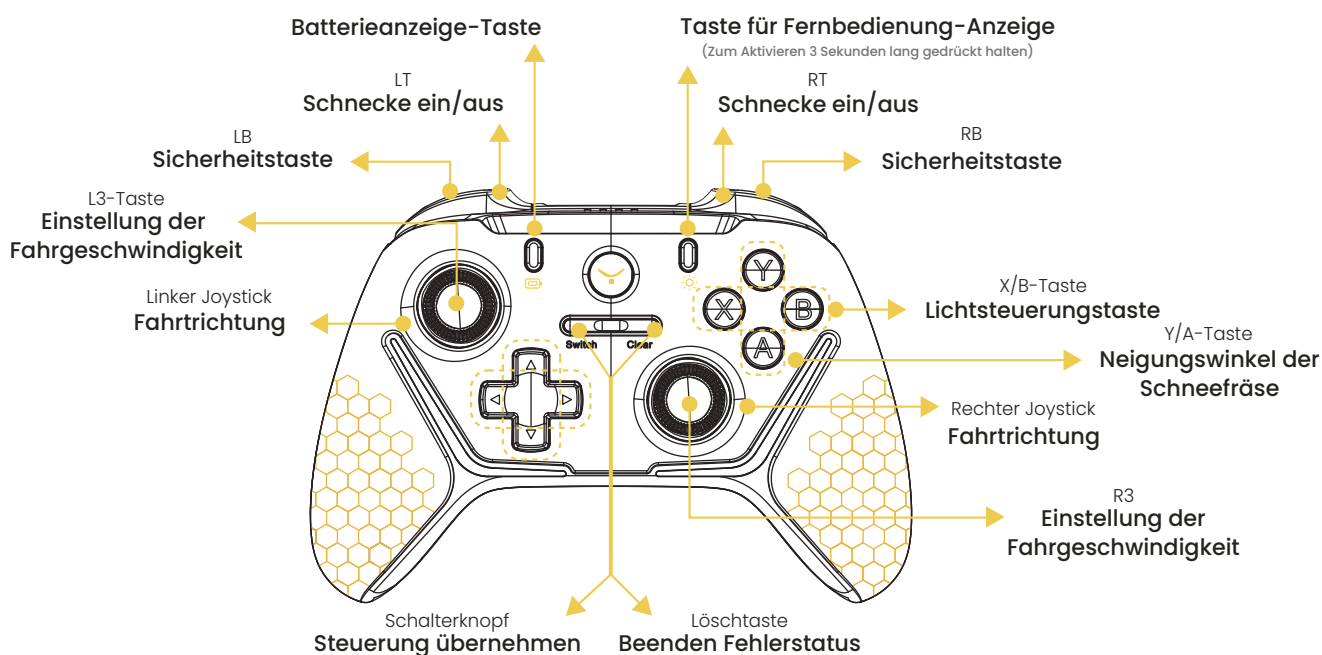 Batterieanzeige-Taste
Taste für Fernbedienung-Anzeige
(Zum Aktivieren 3 Sekunden lang gedrückt halten)
LT
Schnecke ein/aus
RT
Schnecke ein/aus
LB
Sicherheitstaste
RB
Sicherheitstaste
L3-Taste
Einstellung der
Fahrgeschwindigkeit
Linker Joystick
Fahrtrichtung
Y
X
B
A
Switch
Clear
X/B-Taste
Lichtsteuerungstaste
Y/A-Taste
Neigungswinkel der
Schneefräse
Rechter Joystick
Fahrtrichtung
R3
Einstellung der
Fahrgeschwindigkeit
Schalterknopf
Steuerung übernehmen
Löschtaste
Beenden Fehlerstatus